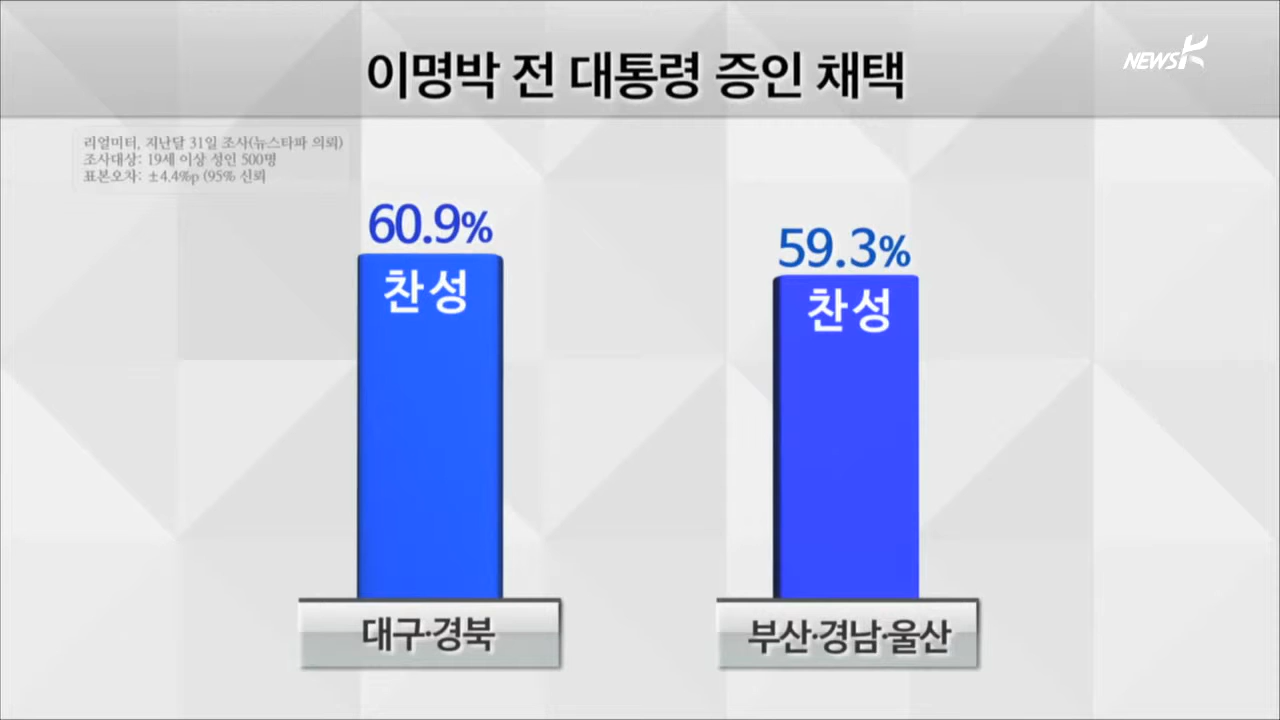 이명박 전 대통령 증인 채택
NEWSK
리얼미터, 지난달 31일 조사(뉴스타파 의뢰)
조사대상: 19세 이상 성인 500명
표본오차: ±4.4%p (95% 신뢰
60.9%
찬성
59.3%
찬성
대구·경북
부산·경남·울산